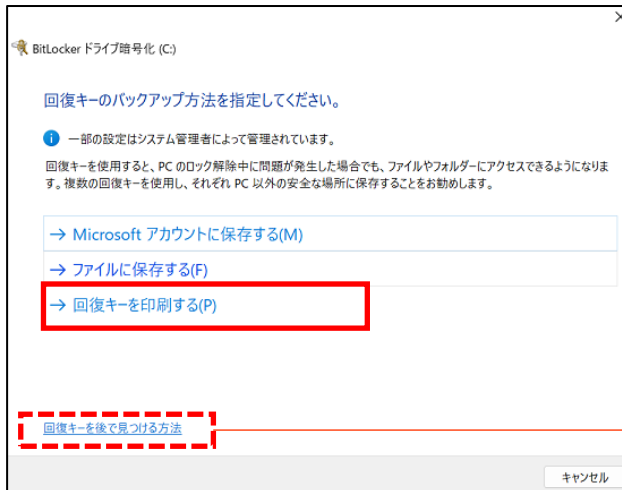 BitLocker ドライブ暗号化 (C:)
回復キーのバックアップ方法を指定してください。
一部の設定はシステム管理者によって管理されています。
回復キーを使用すると、PC のロック解除中に問題が発生した場合でも、ファイルやフォルダーにアクセスできるようになりま
す。複数の回復キーを使用し、それぞれ PC 以外の安全な場所に保存することをお勧めします。
→ Microsoft アカウントに保存する(M)
→ ファイルに保存する(F)
→ 回復キーを印刷する(P)
回復キーを後で見つける方法
キャンセル